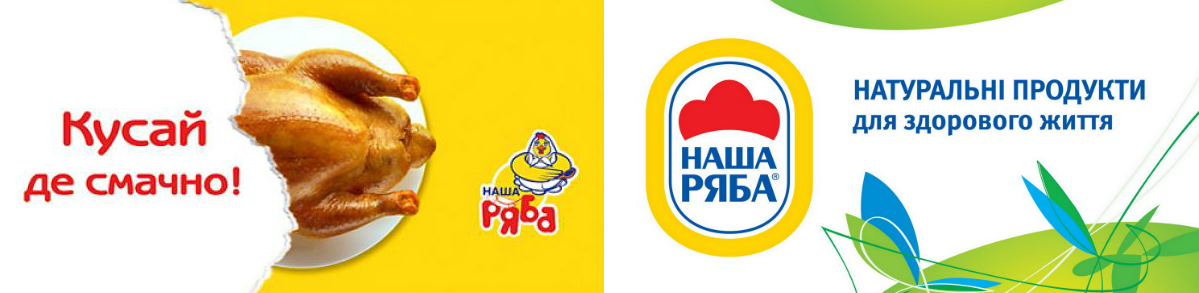 Кусай
де смачно!
НАША
Ряба
НАША
РЯБА®
НАТУРАЛЬНІ ПРОДУКТИ
для здорового життя